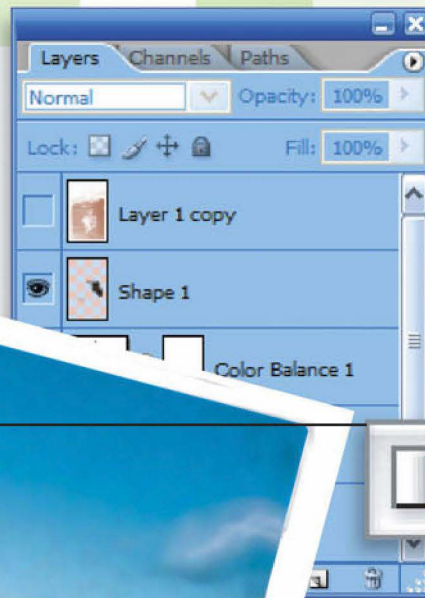 Layers Channels Paths
Normal Opacity: 100%
Lock: Fill: 100%
Layer 1 copy
Shape 1
Color Balance 1